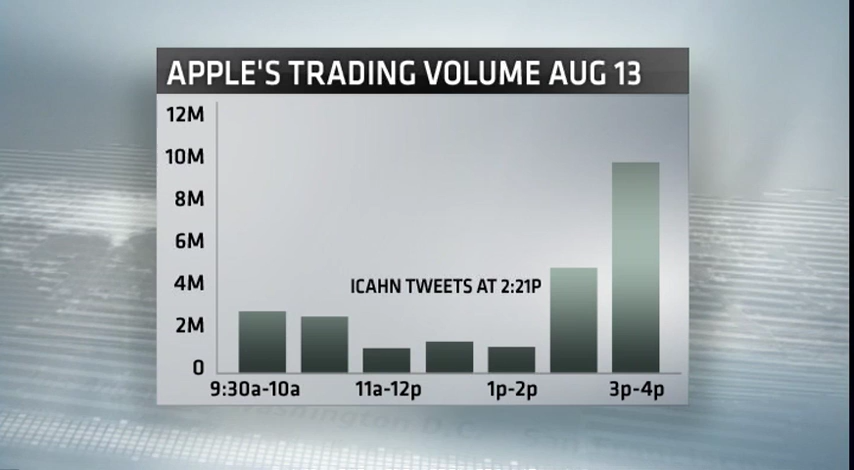 APPLE'S TRADING VOLUME AUG 13
12M
10M
8M
6M
4M
ICAHN TWEETS AT 2:21P
2M
0
9:30a-10a 11a-12p 1p-2p 3p-4p
Washington D.C.